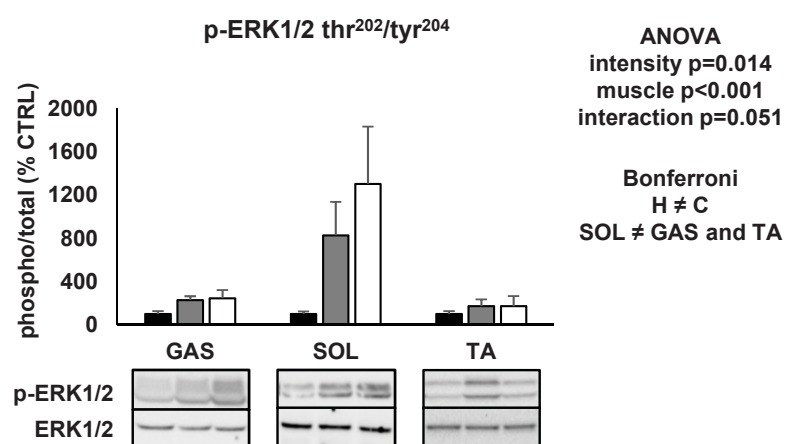 p-ERK1/2 thr²⁰²/tyr²⁰⁴
ANOVA
intensity p=0.014
muscle p<0.001
interaction p=0.051
Bonferroni
H ≠ C
SOL ≠ GAS and TA
phospho/total (% CTRL)
2000
1600
1200
800
400
0
GAS SOL TA
p-ERK1/2
ERK1/2